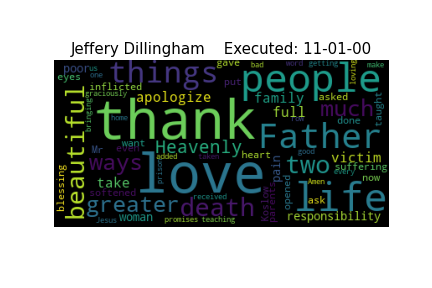 Jeffery Dillingham    Executed: 11-01-00
poor us gave bad word getting make
eyes one things put people loving
inflicted graciously
apologize family asked much taught
bringing thank full done
beautiful home Heavenly Father
Mr even want
ways added taken heart good two victim
take prison pain suffering every now
softened love opened Amen life
blessing greater received Koslow parents ask
woman death responsibility
Jesus promises teaching